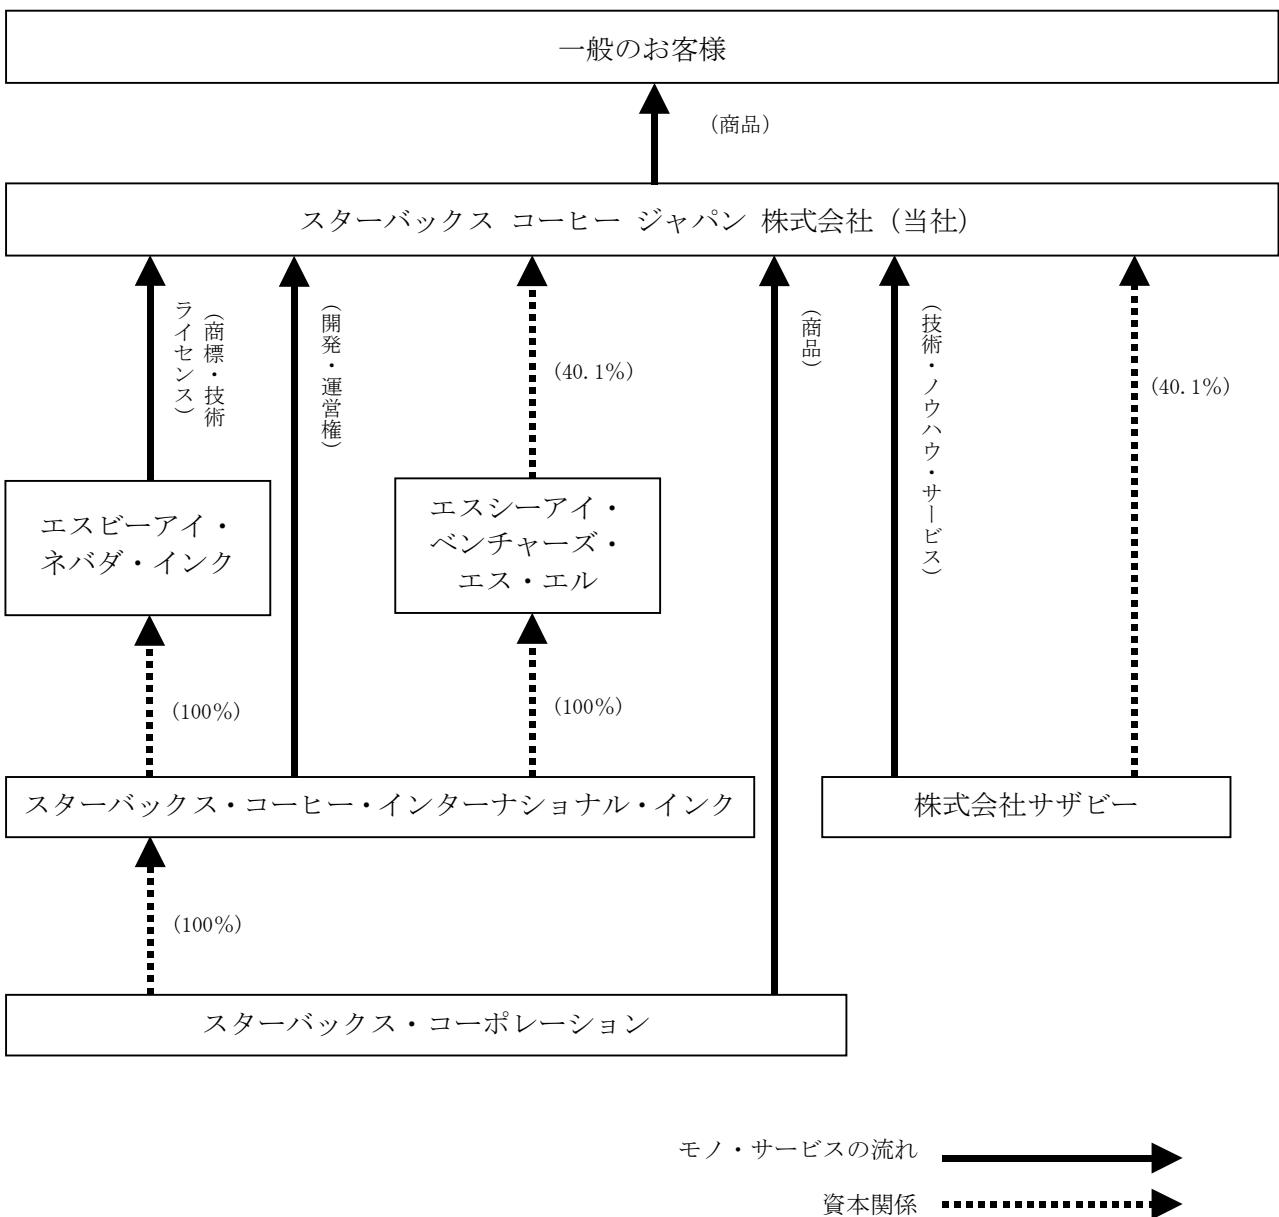 一般のお客様
（商品）
スターバックス コーヒー ジャパン 株式会社（当社）
（商標・技術
ライセンス）
（開発・運営権）
（40.1％）
（商品）
（技術・ノウハウ・サービス）
（40.1％）
エスビーアイ・
ネバダ・インク
エスシーアイ・
ベンチャーズ・
エス・エル
（100％）
（100％）
スターバックス・コーヒー・インターナショナル・インク
株式会社サザビー
（100％）
スターバックス・コーポレーション
モノ・サービスの流れ
資本関係